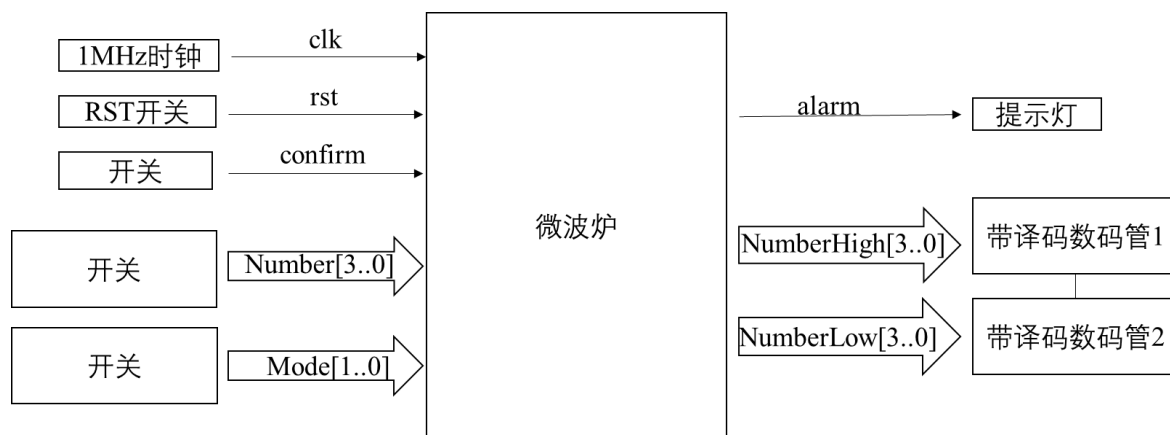 1MHz时钟
clk
RST开关
rst
开关
confirm
开关
Number[3..0]
开关
Mode[1..0]
微波炉
alarm
提示灯
NumberHigh[3..0]
带译码数码管1
NumberLow[3..0]
带译码数码管2